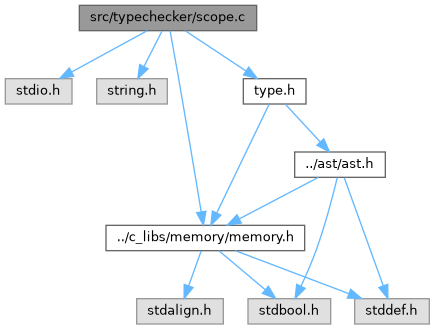 src/typechecker/scope.c
stdio.h
string.h
type.h
../ast/ast.h
../c_libs/memory/memory.h
stdalign.h
stdbool.h
stddef.h